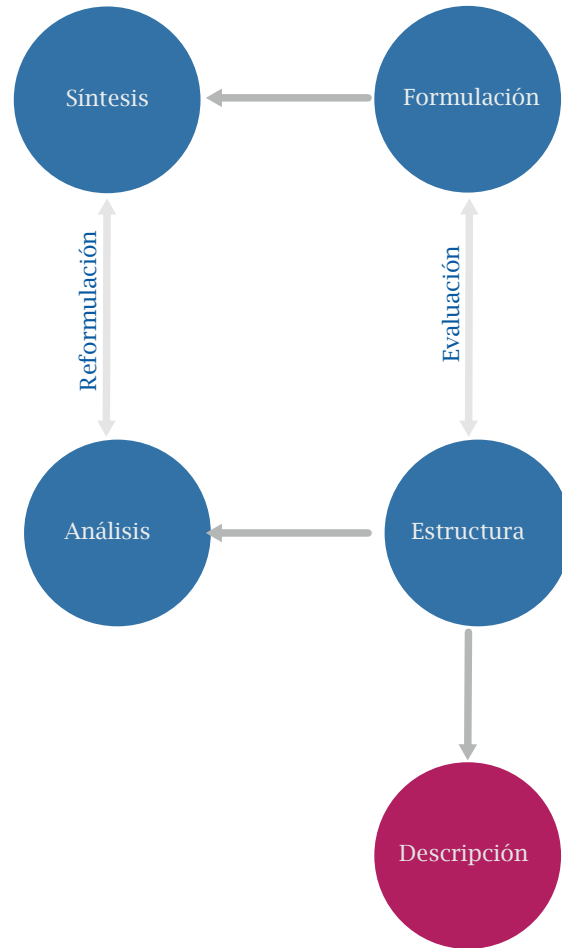 Síntesis
Formulación
Reformulación
Evaluación
Análisis
Estructura
Descripción